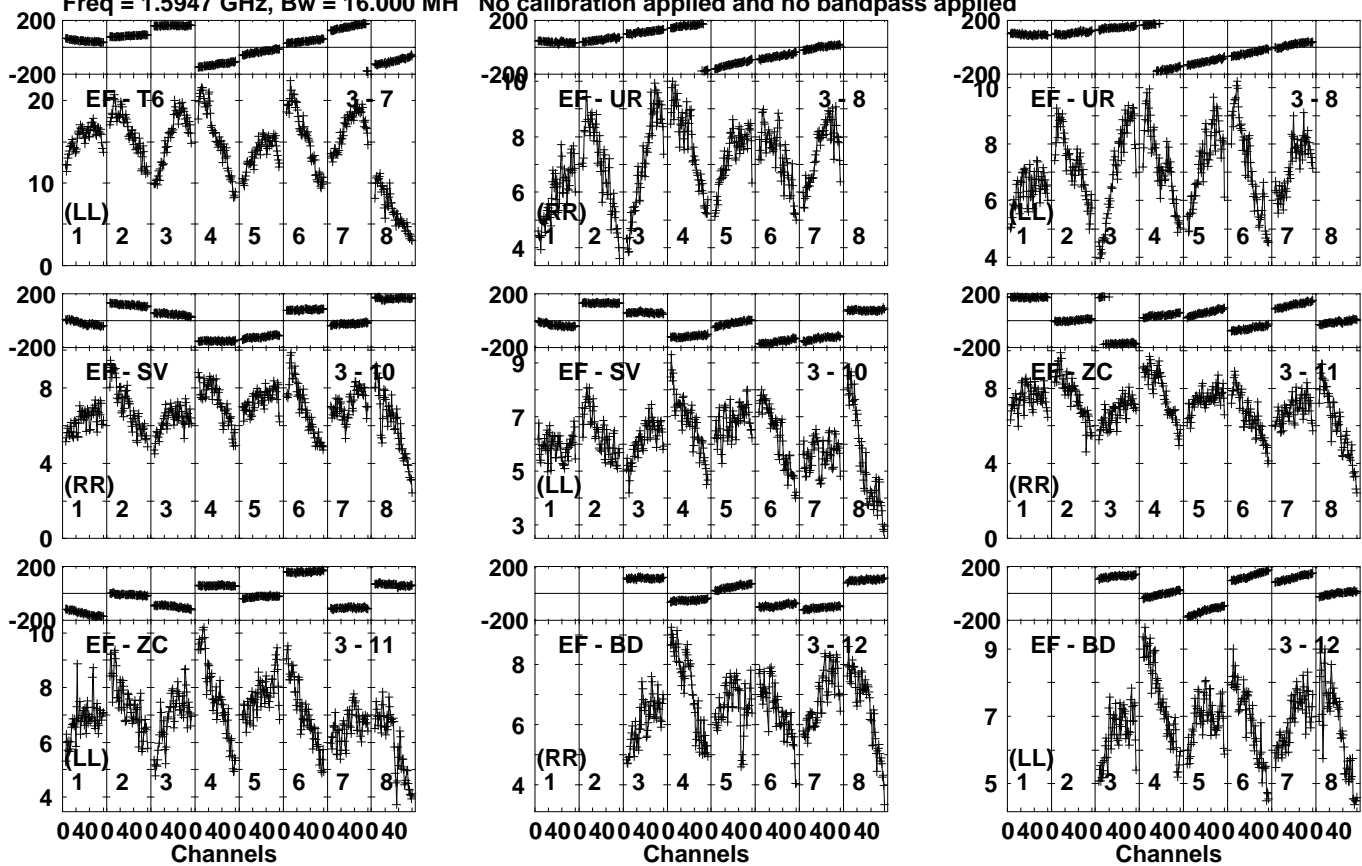 Freq = 1.5947 GHz, Bw = 16.000 MH No calibration applied and no bandpass applied
200
-200
20
10
0
EF - T6 3 - 7
(LL)
1 2 3 4 5 6 7 8
200
-200
10
8
6
4
EF - UR 3 - 8
(RR)
1 2 3 4 5 6 7 8
200
-200
10
8
6
4
EF - UR 3 - 8
(LL)
1 2 3 4 5 6 7 8
200
-200
8
4
0
EF - SV 3 - 10
(RR)
1 2 3 4 5 6 7 8
200
-200
9
7
5
3
EF - SV 3 - 10
(LL)
1 2 3 4 5 6 7 8
200
-200
8
4
0
EF - ZC 3 - 11
(RR)
1 2 3 4 5 6 7 8
200
-200
10
8
6
4
EF - ZC 3 - 11
(LL)
1 2 3 4 5 6 7 8
0 40 0 40 0 40 0 40 0 40 0 40 0 40 0 40
Channels
200
-200
8
6
4
EF - BD 3 - 12
(RR)
1 2 3 4 5 6 7 8
0 40 0 40 0 40 0 40 0 40 0 40 0 40 0 40
Channels
200
-200
9
7
5
EF - BD 3 - 12
(LL)
1 2 3 4 5 6 7 8
0 40 0 40 0 40 0 40 0 40 0 40 0 40 0 40
Channels